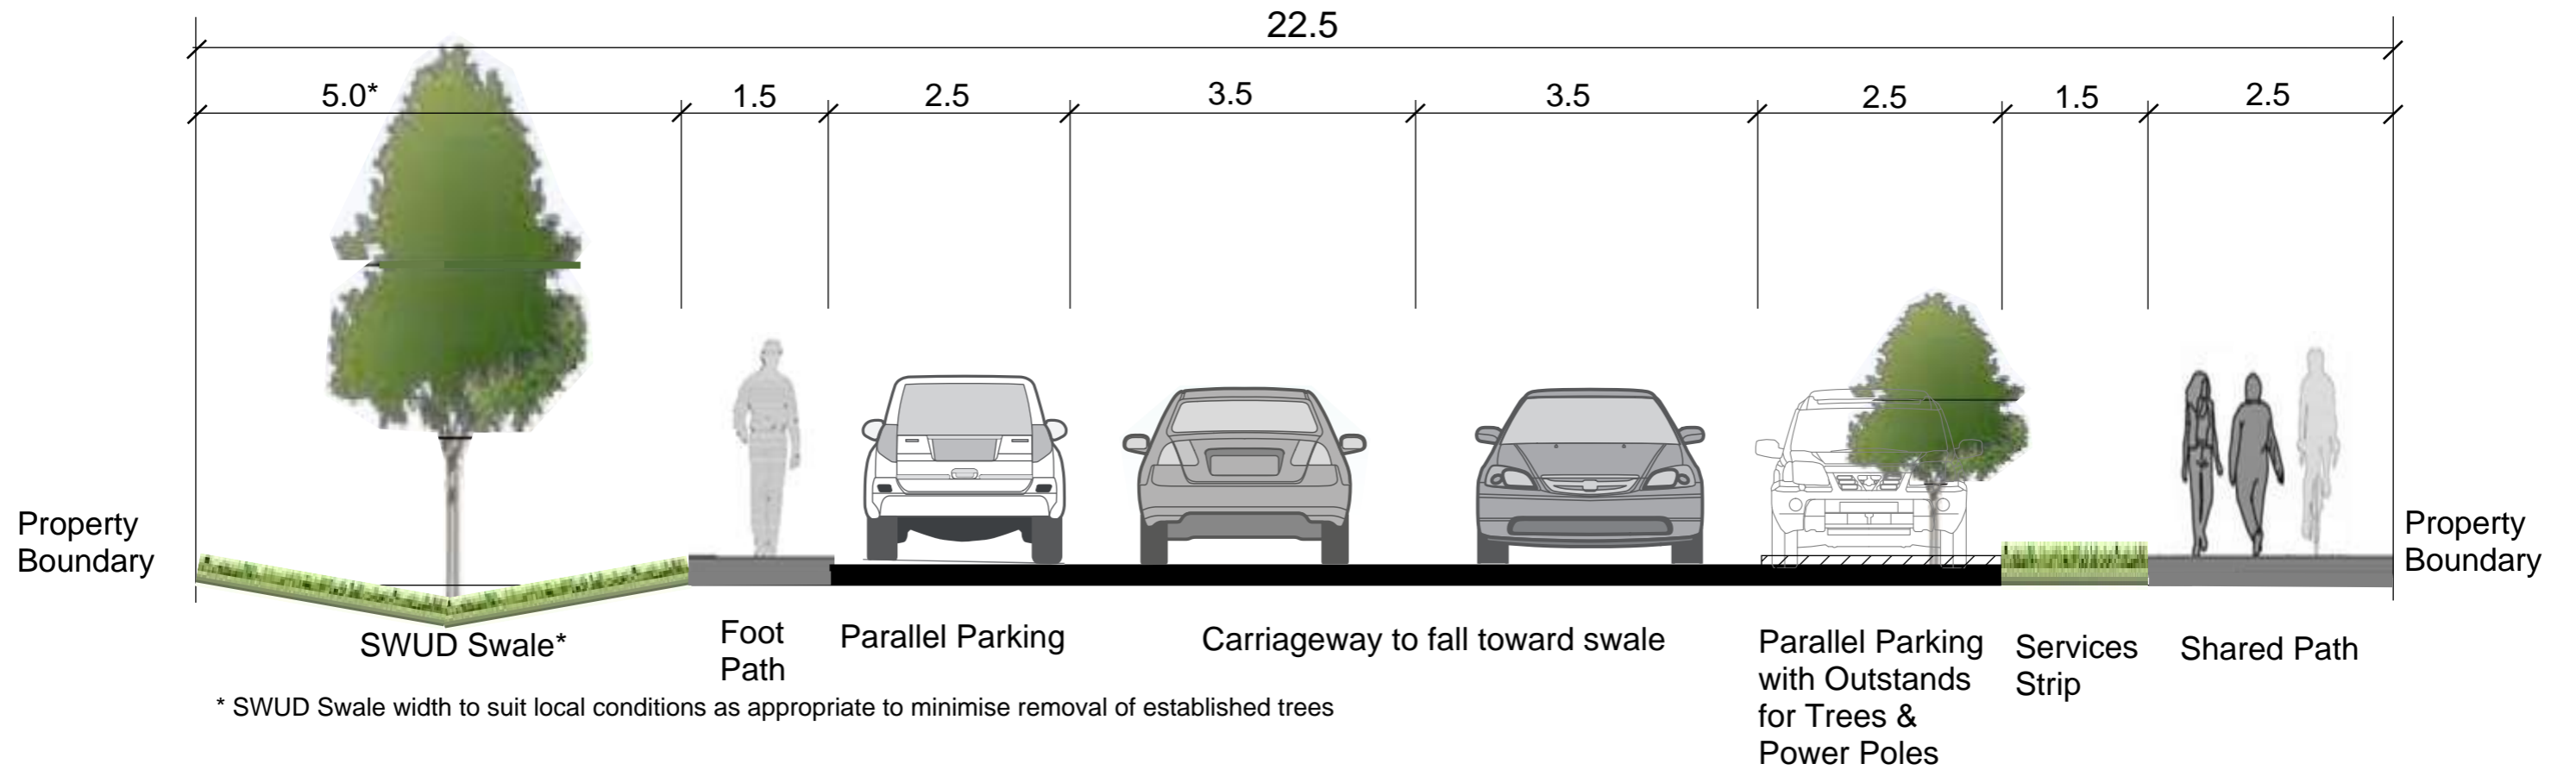 22.5
5.0*
1.5
2.5
3.5
3.5
2.5
1.5
2.5
Property
Boundary
Property
Boundary
SWUD Swale*
Foot
Path
Parallel Parking
Carriageway to fall toward swale
Parallel Parking
with Outstands
for Trees &
Power Poles
Services
Strip
Shared Path
* SWUD Swale width to suit local conditions as appropriate to minimise removal of established trees